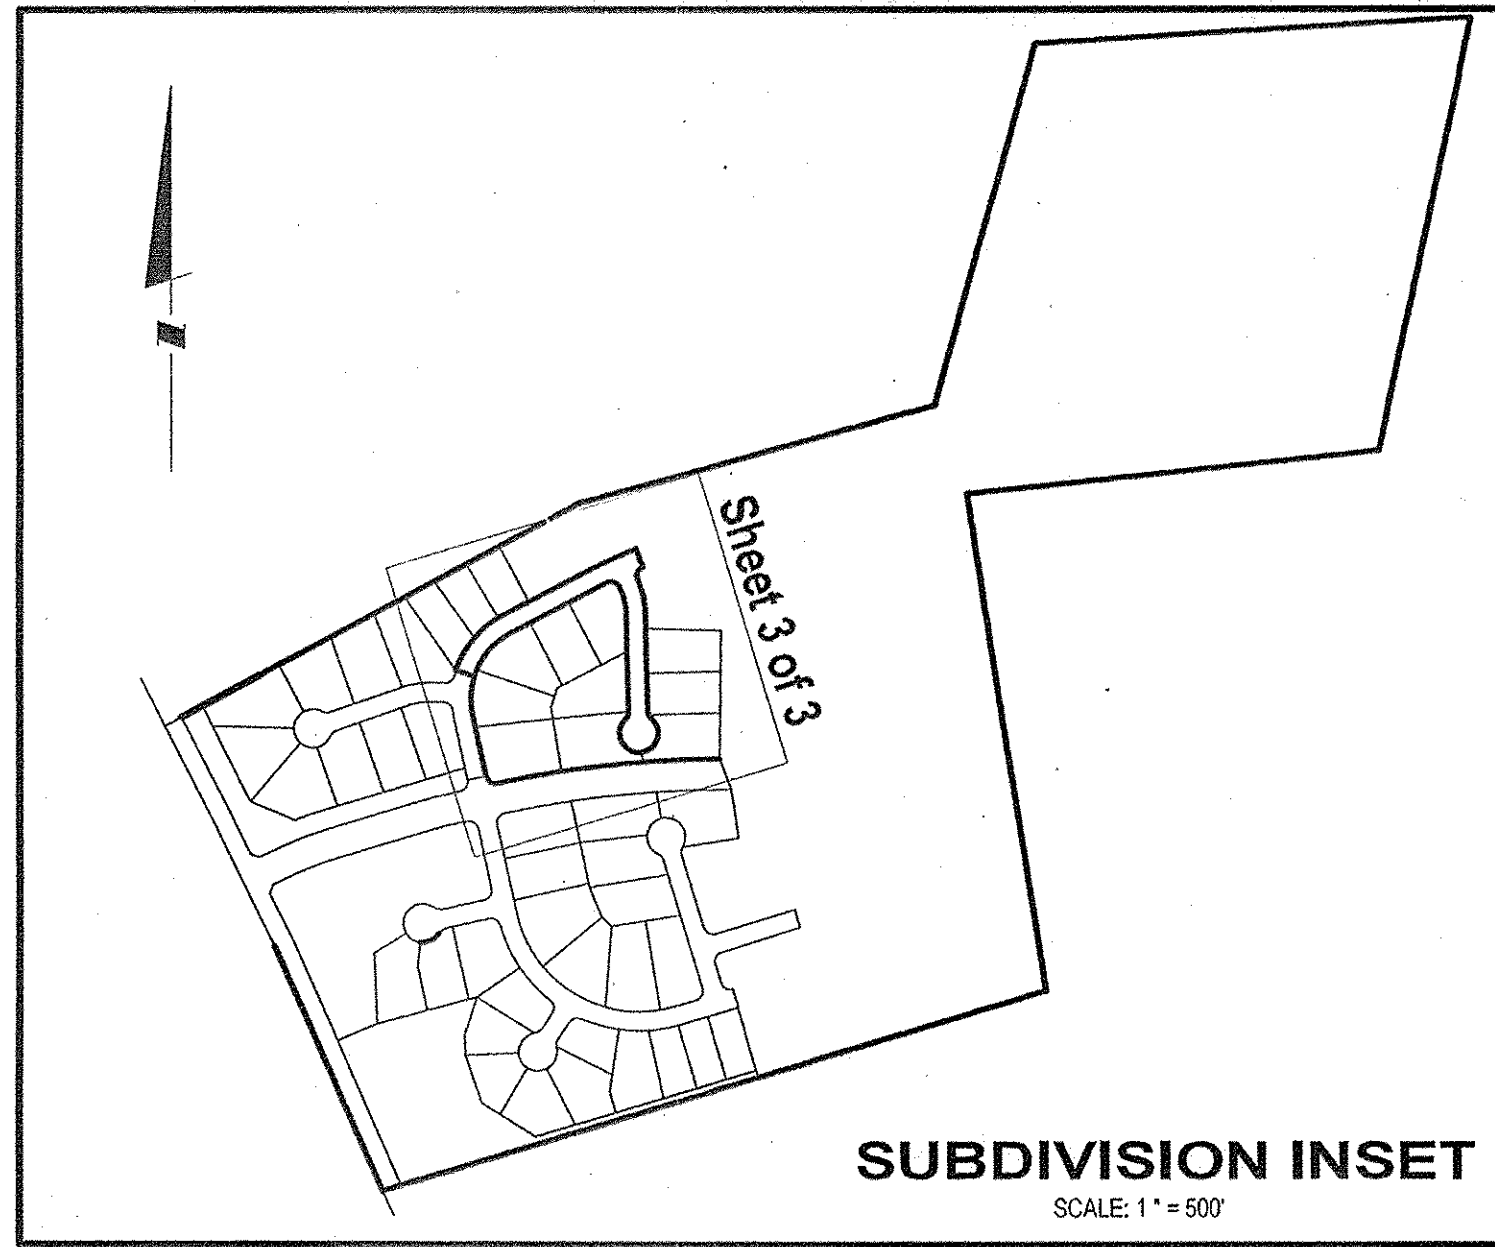 Sheet 3 of 3
SUBDIVISION INSET
SCALE: 1" = 500'